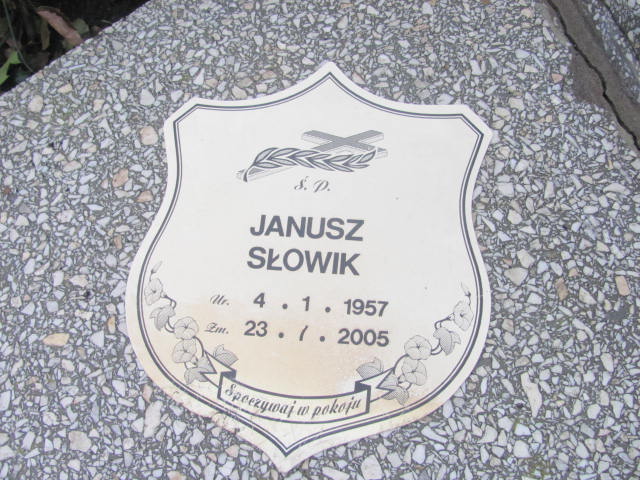 Ś. P.
JANUSZ
SŁOWIK
Ur. 4 . 1 . 1957
Zm. 23 . . 2005
Spoczywaj w pokoju